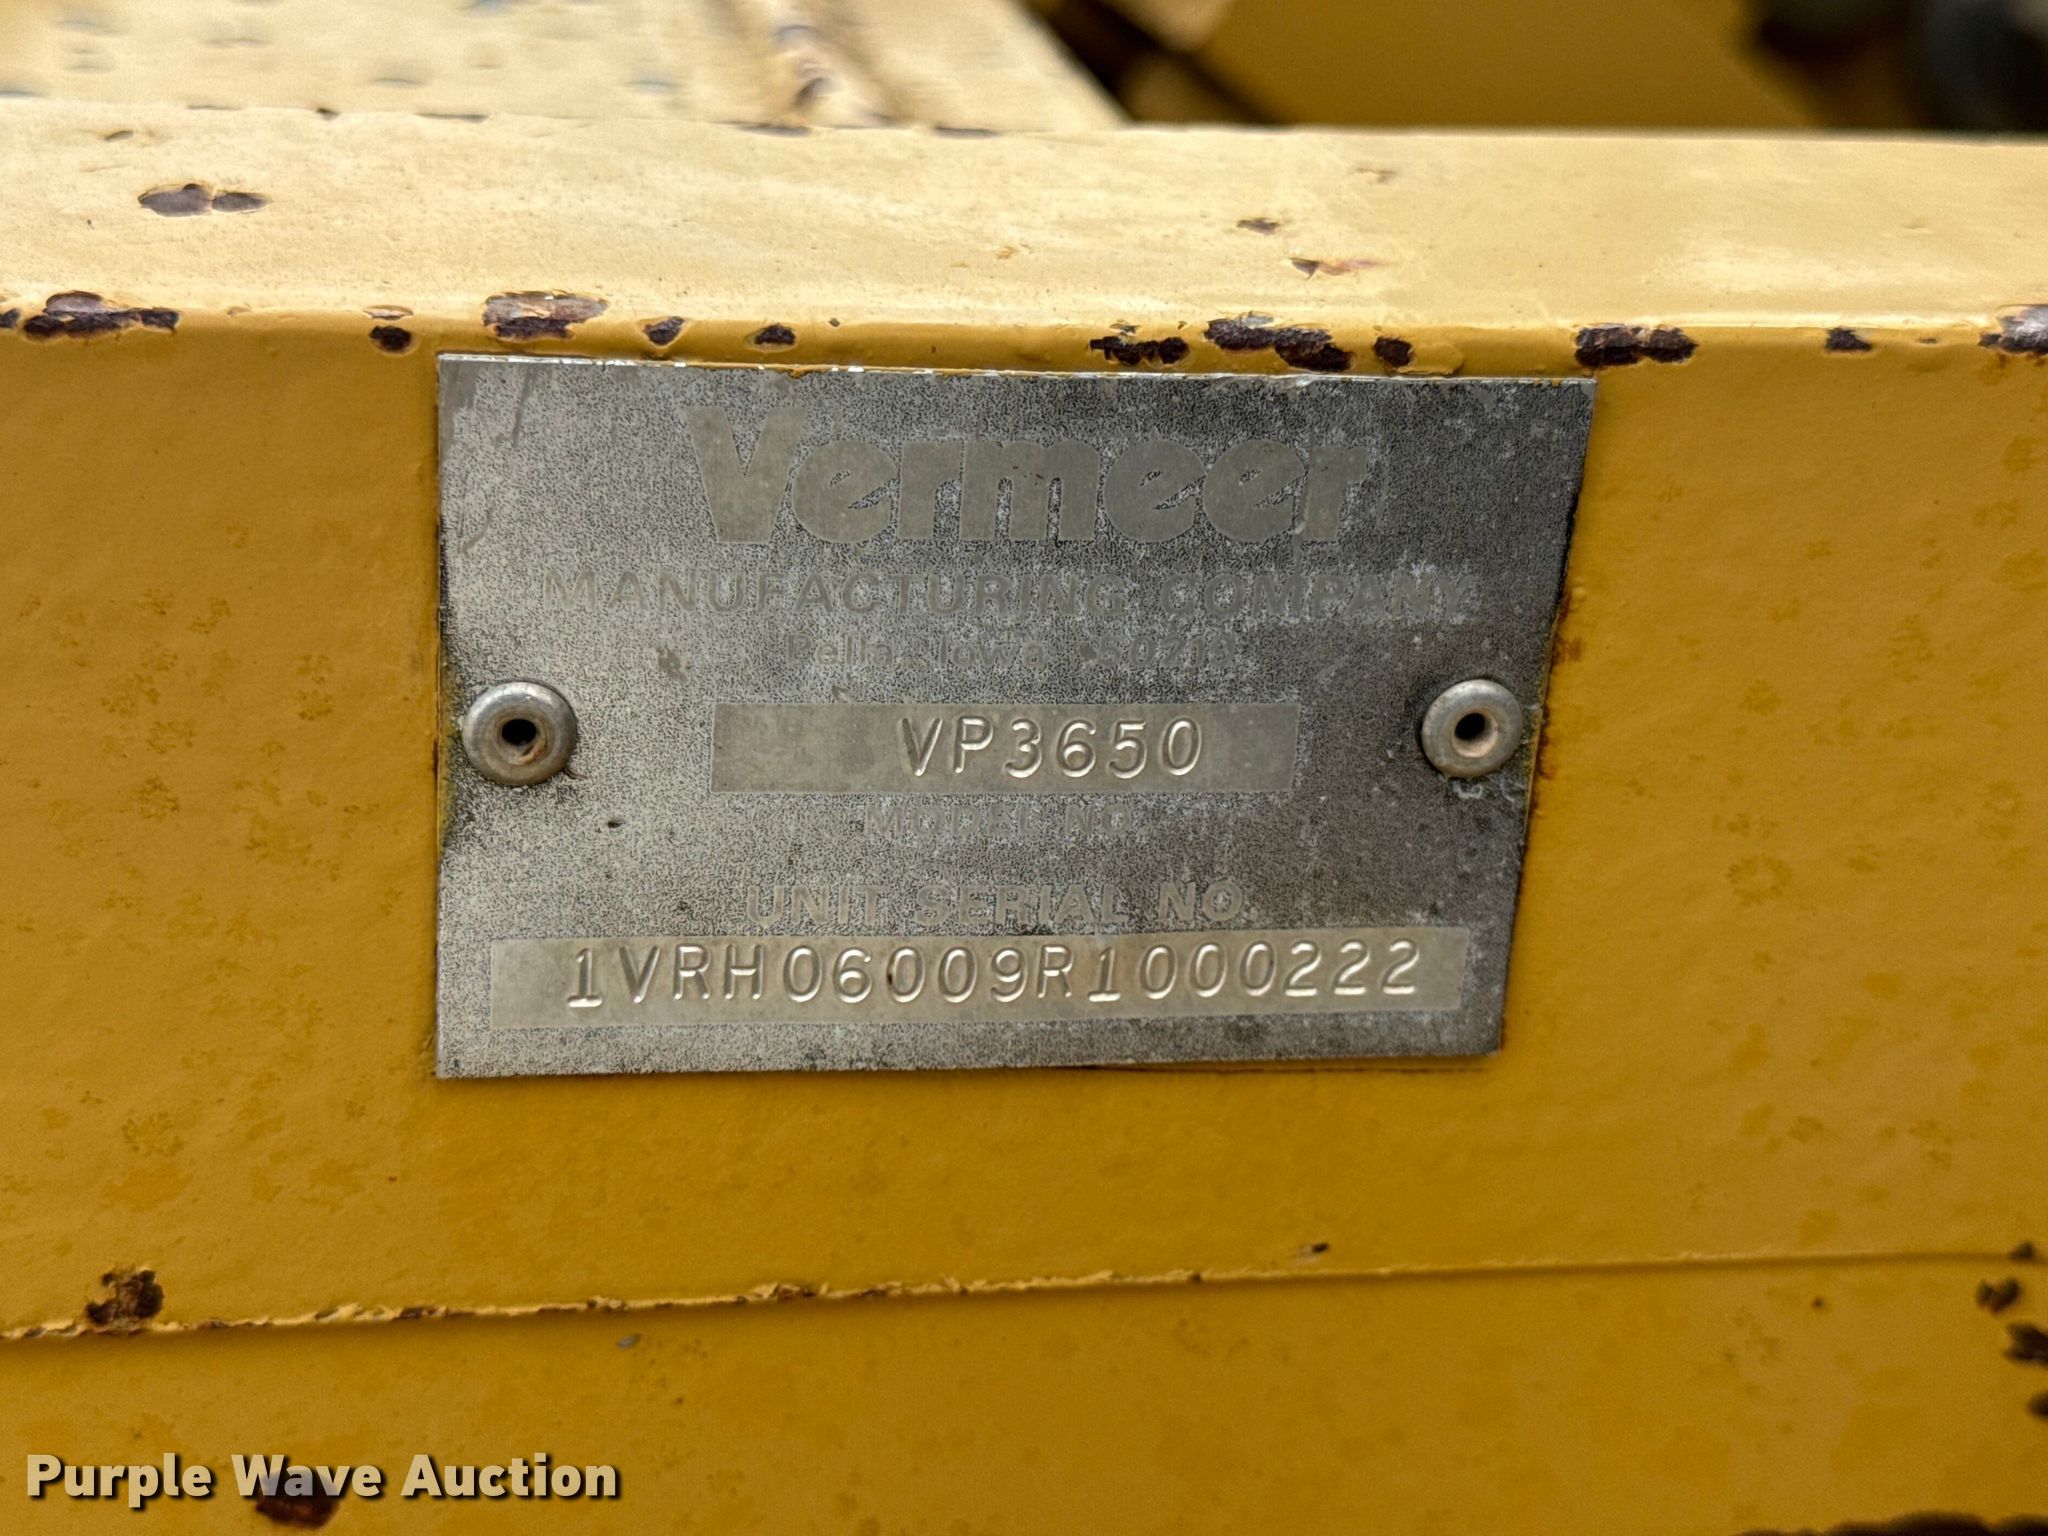 Vermeer
MANUFACTURING COMPANY
Pella, Iowa 50219
VP3650
MODEL NO.
UNIT SERIAL NO.
1VRH06009R1000222
Purple Wave Auction